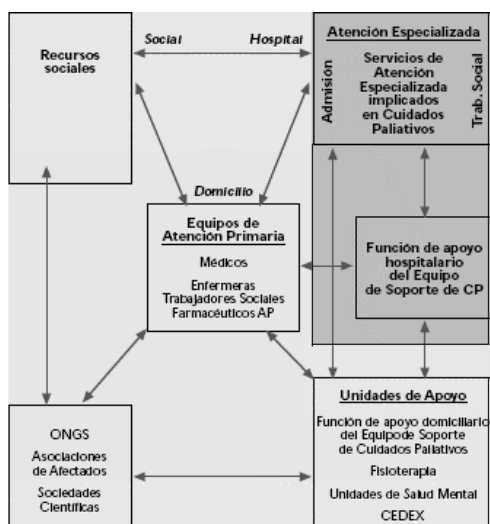 Recursos
sociales
Social
Hospital
Atención Especializada
Admisión
Servicios de
Atención
Especializada
implicados
en Cuidados
Paliativos
Trab. Social
Domicilio
Equipos de
Atención Primaria
Médicos
Enfermeras
Trabajadores Sociales
Farmacéuticos AP
Función de apoyo
hospitalario
del Equipo
de Soporte de CP
ONGS
Asociaciones
de Afectados
Sociedades
Científicas
Unidades de Apoyo
Función de apoyo domiciliario
del Equipode Soporte
de Cuidados Paliativos
Fisioterapia
Unidades de Salud Mental
CEDEX